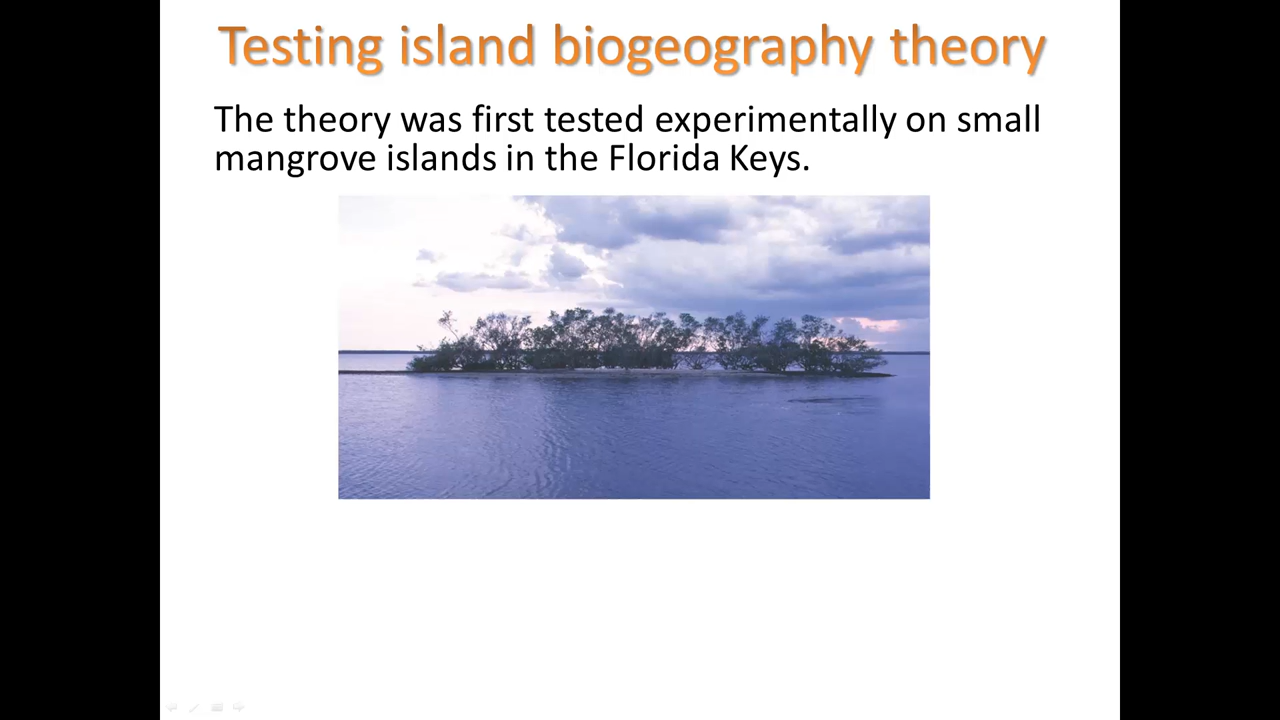 Testing island biogeography theory
The theory was first tested experimentally on small
mangrove islands in the Florida Keys.